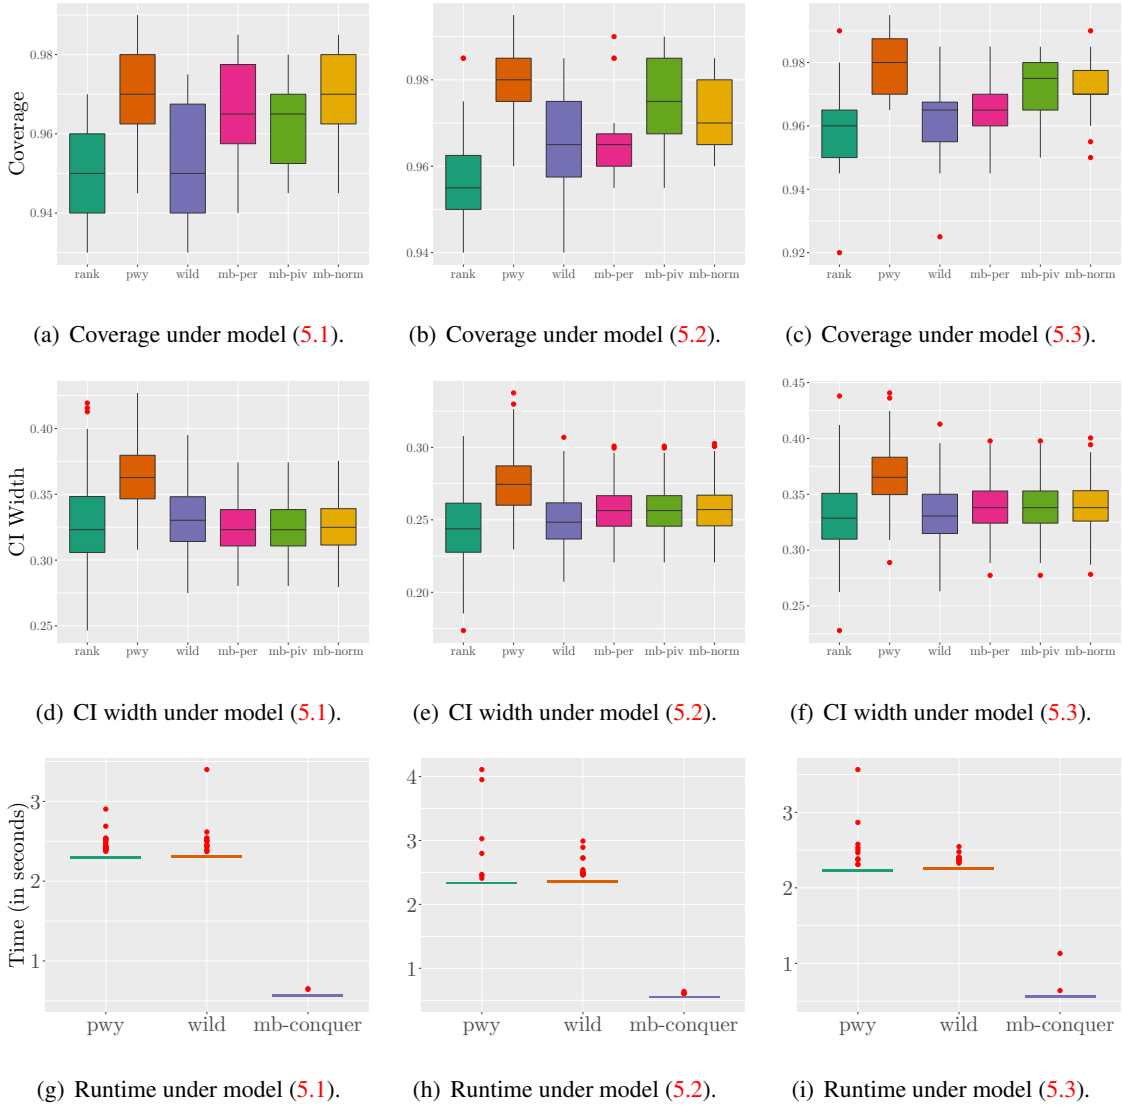 Coverage
0.98
0.96
0.94
rank pwy wild mb-per mb-piv mb-norm
0.98
0.96
0.94
rank pwy wild mb-per mb-piv mb-norm
0.98
0.96
0.94
0.92
rank pwy wild mb-per mb-piv mb-norm
(a) Coverage under model (5.1).
(b) Coverage under model (5.2).
(c) Coverage under model (5.3).
CI Width
0.40
0.35
0.30
0.25
rank pwy wild mb-per mb-piv mb-norm
0.30
0.25
0.20
rank pwy wild mb-per mb-piv mb-norm
0.45
0.40
0.35
0.30
0.25
rank pwy wild mb-per mb-piv mb-norm
(d) CI width under model (5.1).
(e) CI width under model (5.2).
(f) CI width under model (5.3).
Time (in seconds)
3
2
1
pwy wild mb-conquer
4
3
2
1
pwy wild mb-conquer
3
2
1
pwy wild mb-conquer
(g) Runtime under model (5.1).
(h) Runtime under model (5.2).
(i) Runtime under model (5.3).